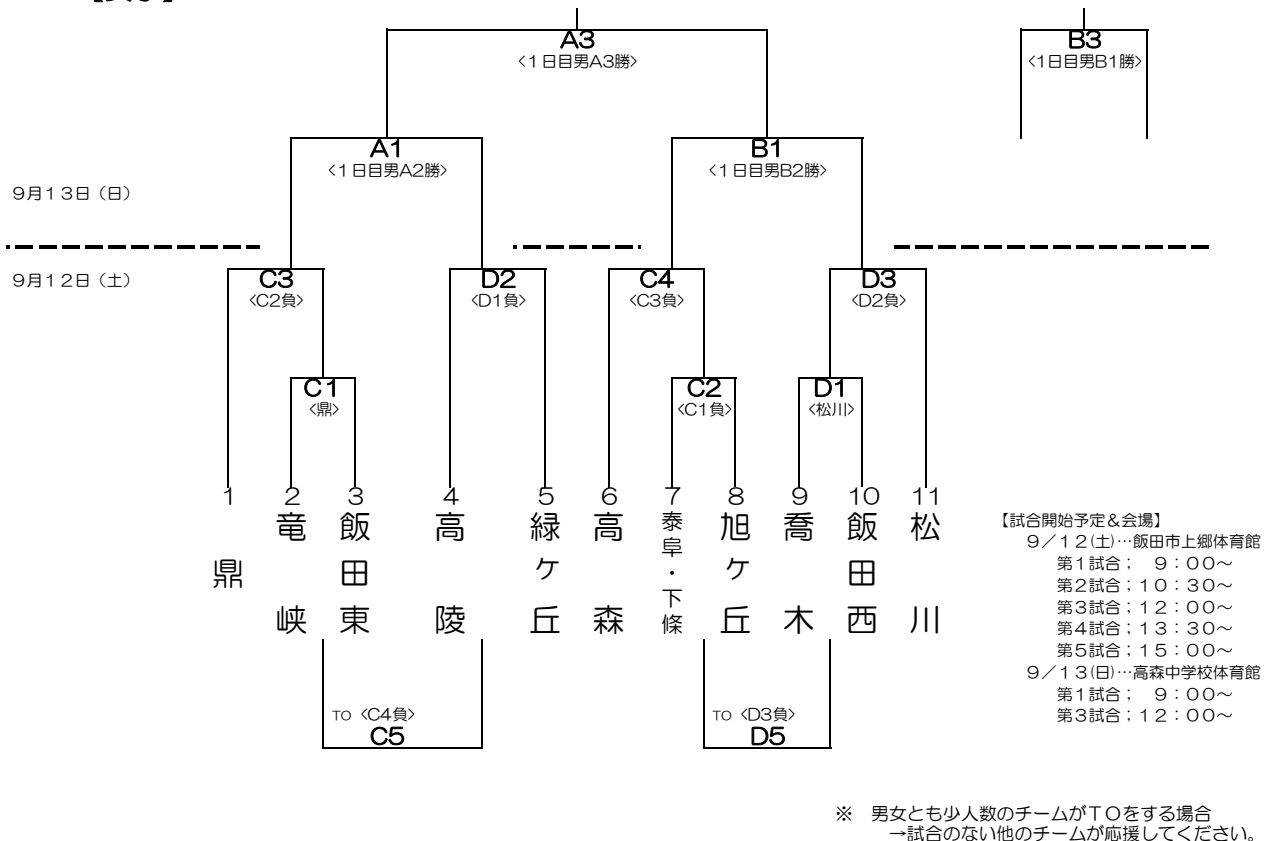 A3
<1日目男A3勝>
B3
<1日目男B1勝>
A1
<1日目男A2勝>
B1
<1日目男B2勝>
9月13日（日）
9月12日（土）
C3
<C2負>
D2
<D1負>
C4
<C3負>
D3
<D2負>
C1
<鼎>
C2
<C1負>
D1
<松川>
1
鼎
2
竜峡
3
飯田東
4
高陵
5
緑ケ丘
6
高森
7
泰阜・下條
8
旭ケ丘
9
喬木
10
飯田西
11
松川
TO <C4負>
C5
TO <D3負>
D5
【試合開始予定＆会場】
9／12(土)…飯田市上郷体育館
第1試合； 9：00～
第2試合；10：30～
第3試合；12：00～
第4試合；13：30～
第5試合；15：00～
9／13(日)…高森中学校体育館
第1試合； 9：00～
第3試合；12：00～
※ 男女とも少人数のチームがTOをする場合
→試合のない他のチームが応援してください。